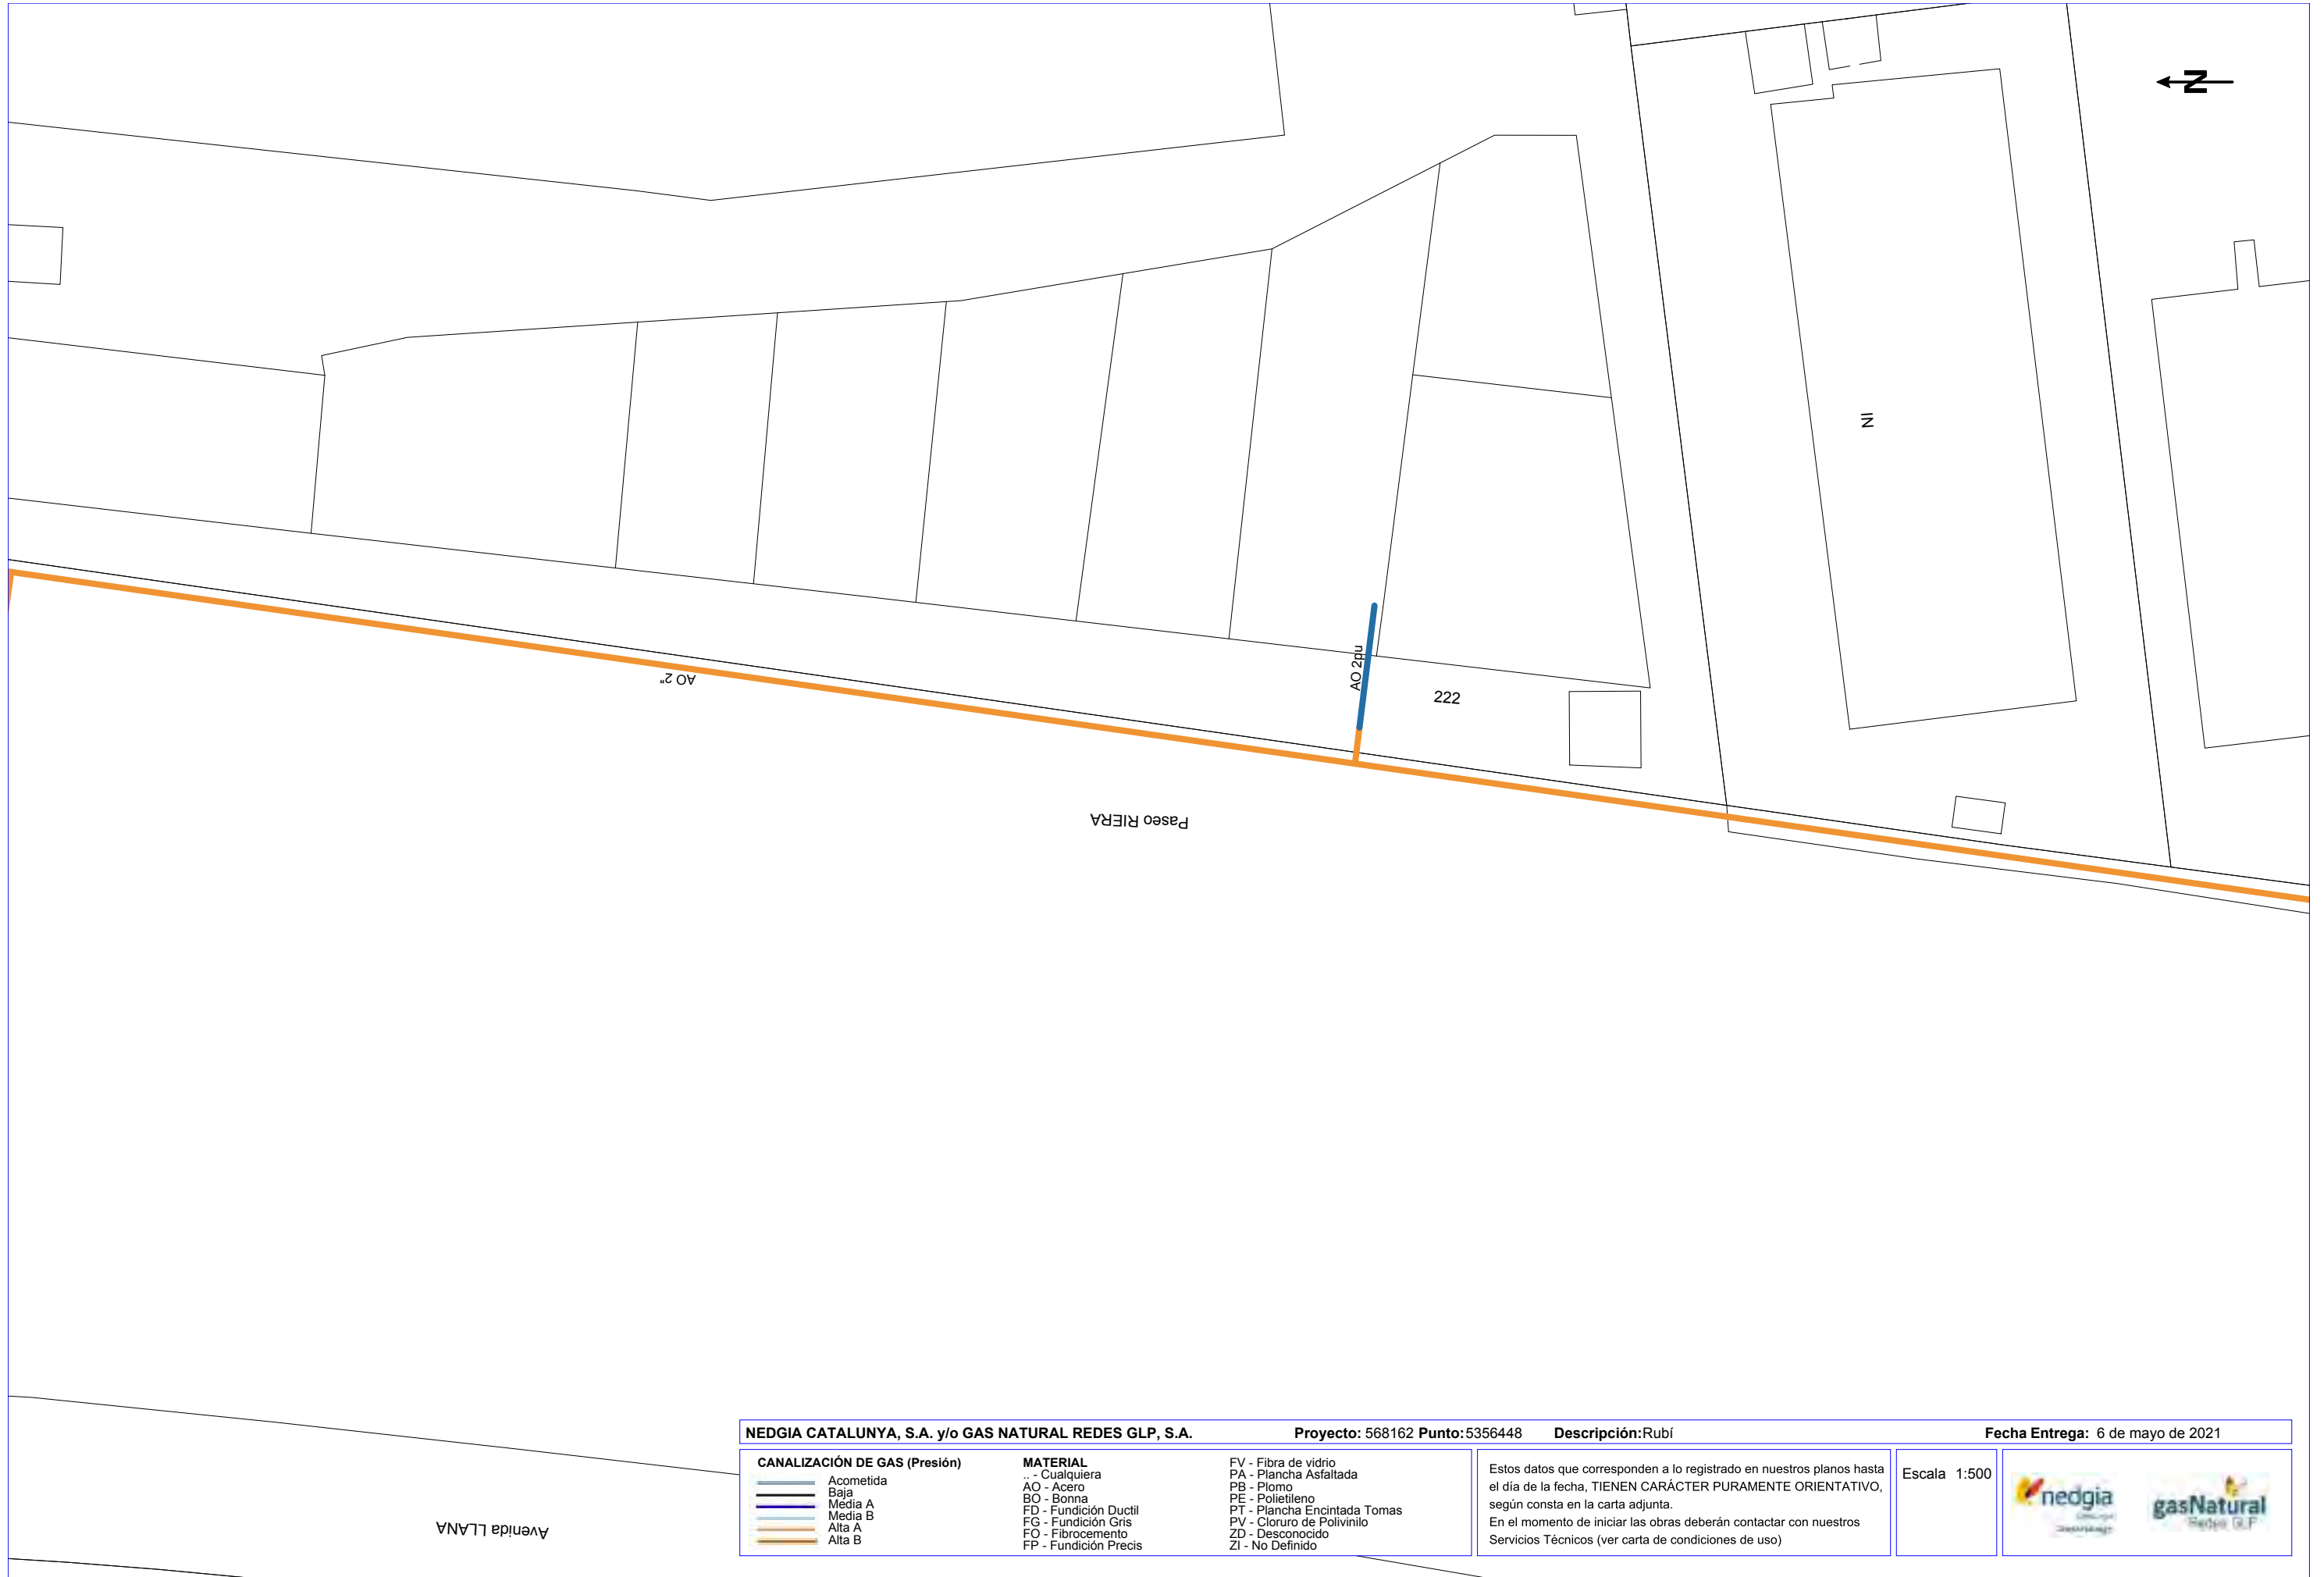 N
IN
AO 2"
AO 2pu
222
Paseo RIERA
Avenida LLANA
NEDGIA CATALUNYA, S.A. y/o GAS NATURAL REDES GLP, S.A. Proyecto: 568162 Punto:5356448 Descripción:Rubí Fecha Entrega: 6 de mayo de 2021
CANALIZACIÓN DE GAS (Presión)
Acometida
Baja
Media A
Media B
Alta A
Alta B
MATERIAL
.. - Cualquiera
AO - Acero
BO - Bonna
FD - Fundición Ductil
FG - Fundición Gris
FO - Fibrocemento
FP - Fundición Precis
FV - Fibra de vidrio
PA - Plancha Asfaltada
PB - Plomo
PE - Polietileno
PT - Plancha Encintada Tomas
PV - Cloruro de Polivinilo
ZD - Desconocido
ZI - No Definido
Estos datos que corresponden a lo registrado en nuestros planos hasta
el día de la fecha, TIENEN CARÁCTER PURAMENTE ORIENTATIVO,
según consta en la carta adjunta.
En el momento de iniciar las obras deberán contactar con nuestros
Servicios Técnicos (ver carta de condiciones de uso)
Escala 1:500
nedgia
gasNatural
Redes GLP